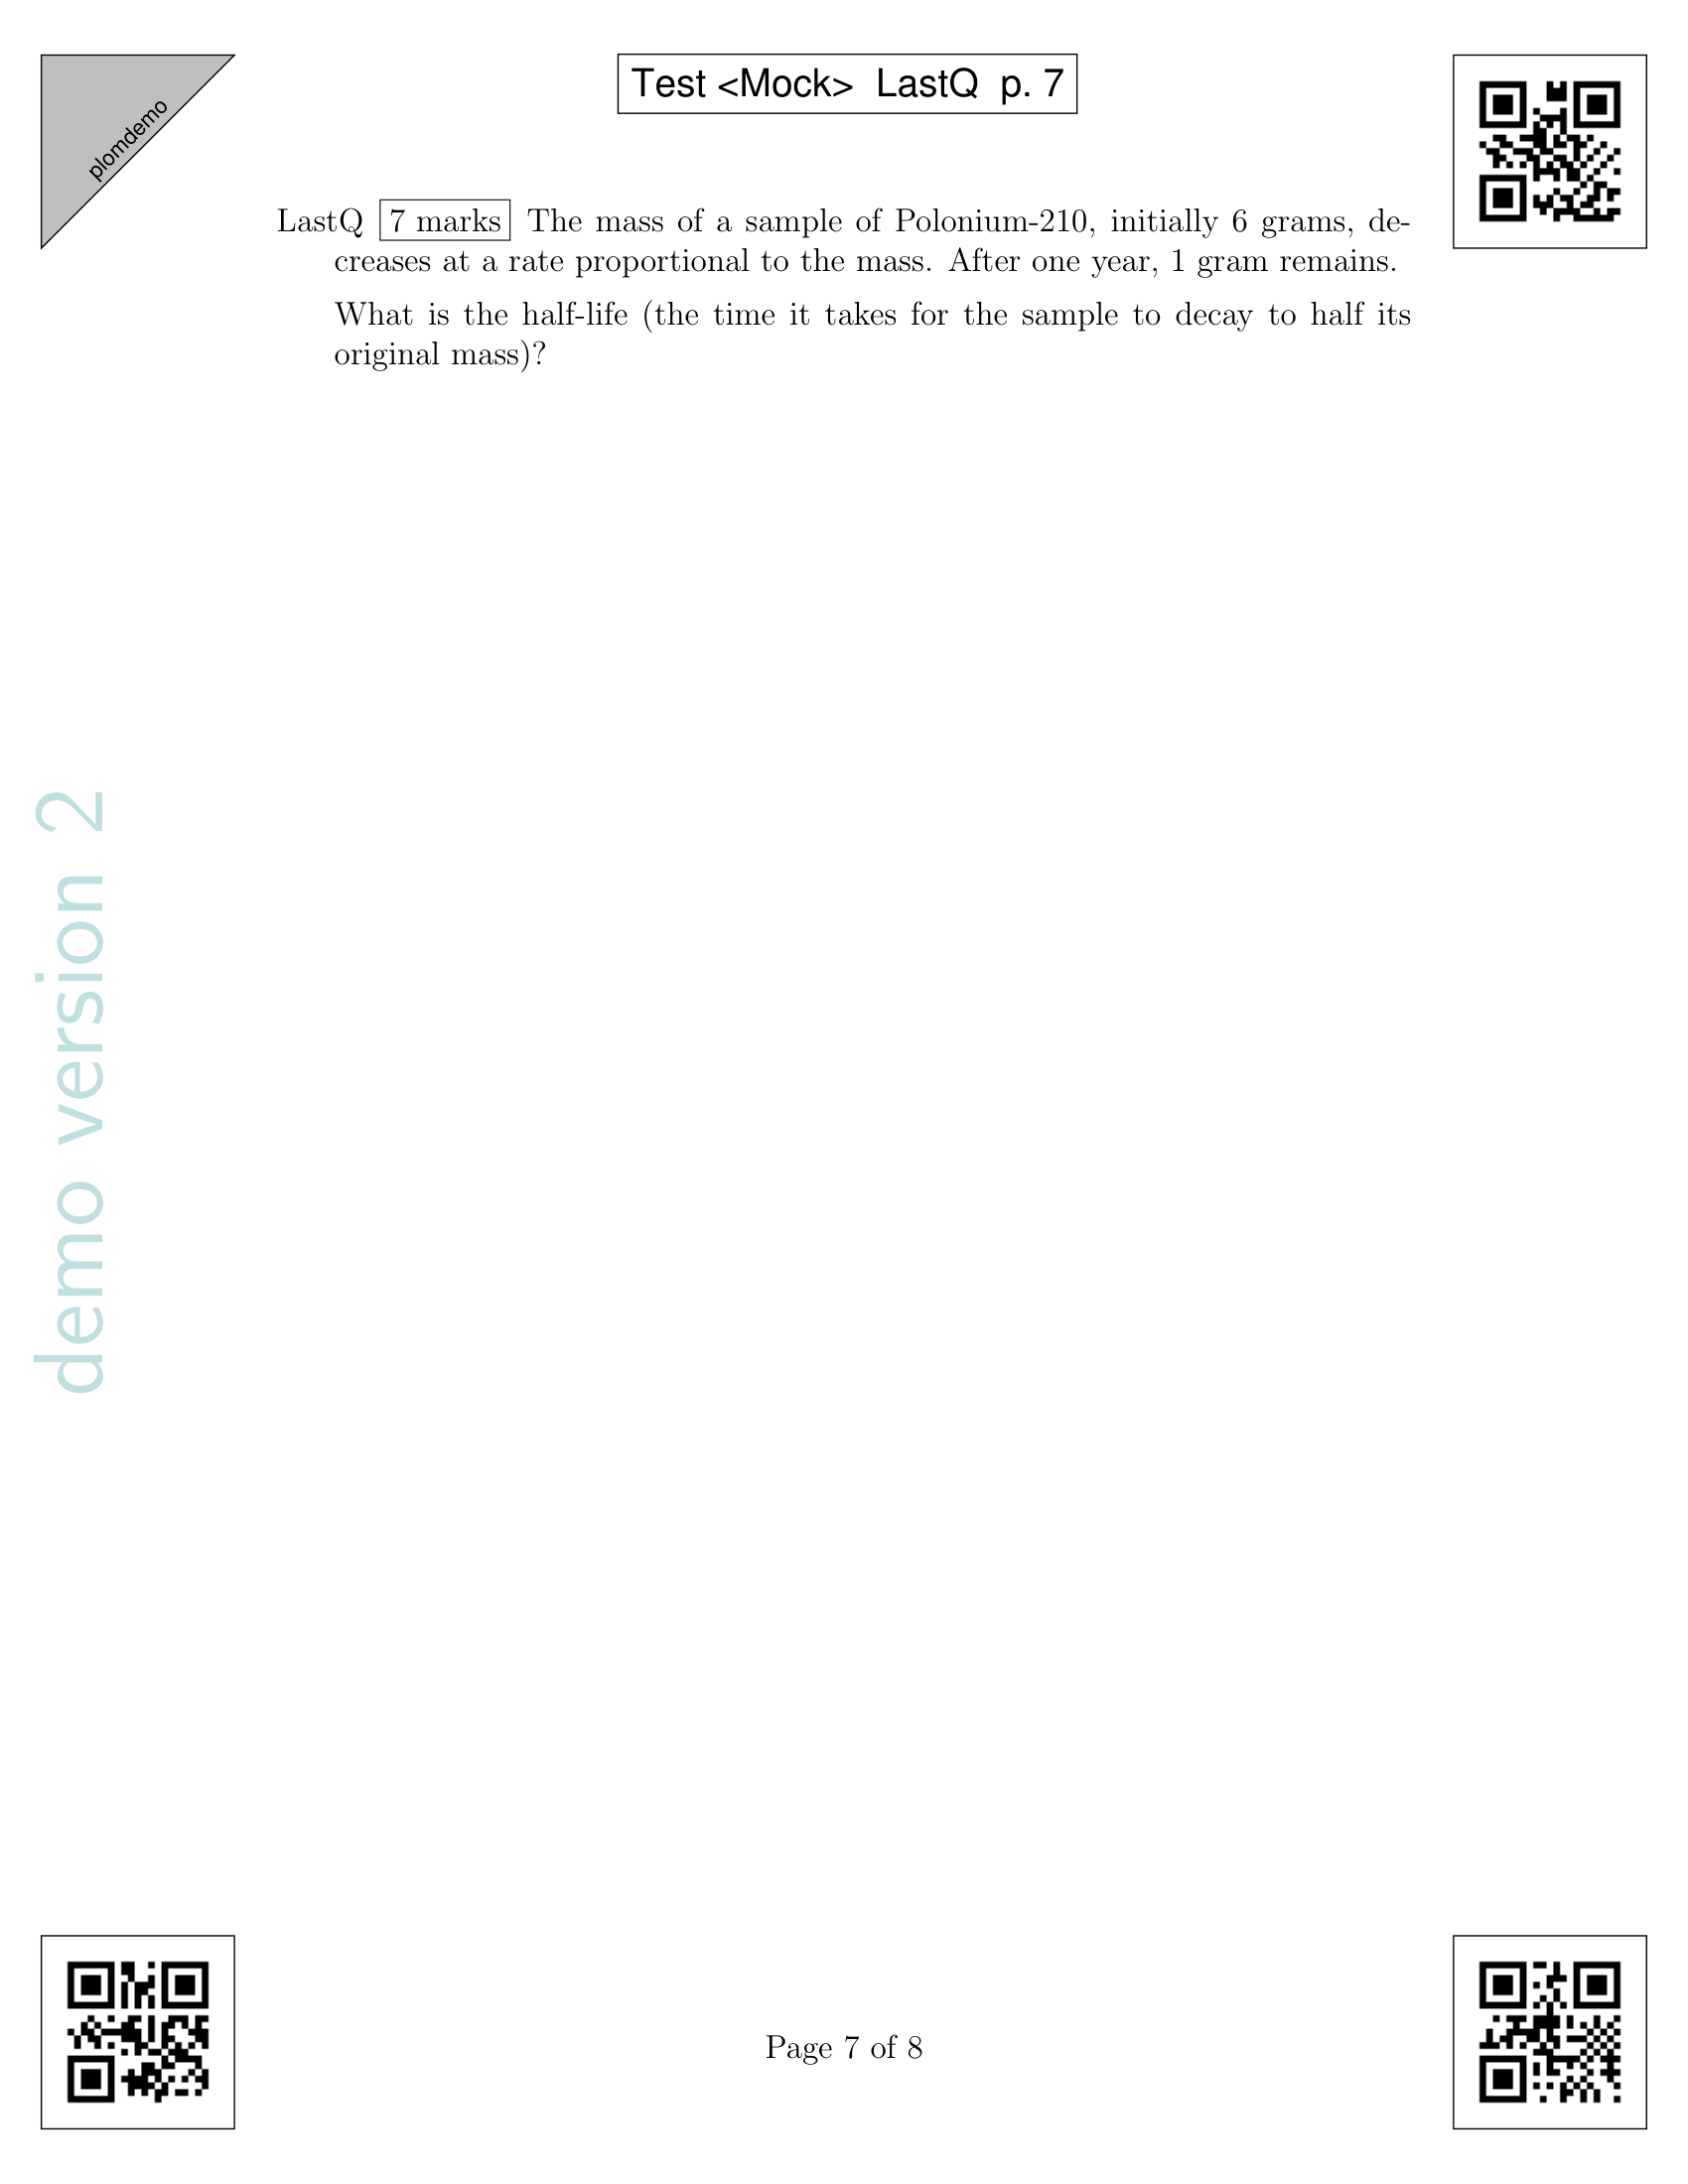 Test <Mock> LastQ p. 7
plomdemo
LastQ 7 marks The mass of a sample of Polonium-210, initially 6 grams, de-
creases at a rate proportional to the mass. After one year, 1 gram remains.
What is the half-life (the time it takes for the sample to decay to half its
original mass)?
demo version 2
Page 7 of 8